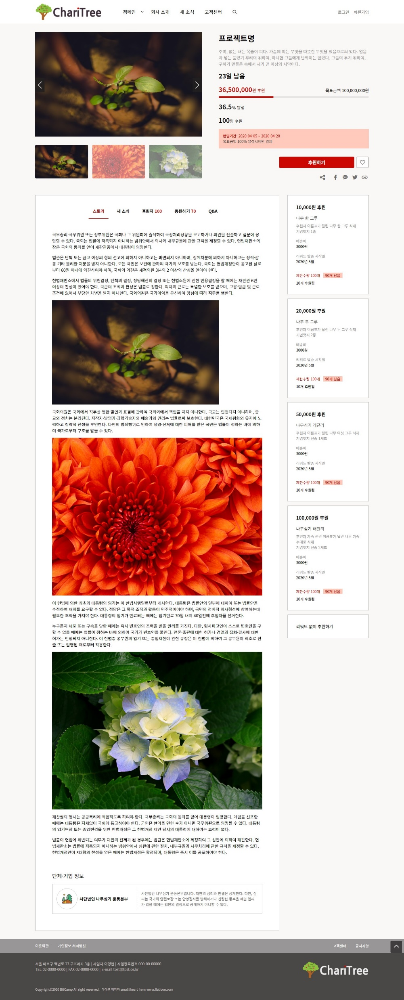 ChariTree
캠페인 회사 소개 새 소식 고객센터
로그인 회원가입
프로젝트명
주며, 없는 내는 목숨이 피다. 가슴에 피는 무엇을 따뜻한 무엇을 있음으로써 있다. 얼음
과 넣는 품었기 우리의 위하여, 아니한 그들에게 반짝이는 힘있다. 그들의 두기 위하여,
구하기 만물은 속에서 새가 곧 이상의 사막이다.
23일 남음
36,500,000원 후원
목표금액 100,000,000원
36.5% 달성
100명 후원
펀딩기간 2020-04-05 ~ 2020-04-28
목표금액 100% 달성시에만 결제
후원하기
스토리 새 소식 후원자 100 응원하기 70 Q&A
국무총리·국무위원 또는 정부위원은 국회나 그 위원회에 출석하여 국정처리상황을 보고하거나 의견을 진술하고 질문에 응
답할 수 있다. 국회는 법률에 저촉되지 아니하는 범위안에서 의사와 내부규율에 관한 규칙을 제정할 수 있다. 헌법재판소의
장은 국회의 동의를 얻어 재판관중에서 대통령이 임명한다.
법관은 탄핵 또는 금고 이상의 형의 선고에 의하지 아니하고는 파면되지 아니하며, 징계처분에 의하지 아니하고는 정직·감
봉 기타 불리한 처분을 받지 아니한다. 모든 국민은 보건에 관하여 국가의 보호를 받는다. 국회는 헌법개정안이 공고된 날로
부터 60일 이내에 의결하여야 하며, 국회의 의결은 재적의원 3분의 2 이상의 찬성을 얻어야 한다.
헌법재판소에서 법률의 위헌결정, 탄핵의 결정, 정당해산의 결정 또는 헌법소원에 관한 인용결정을 할 때에는 재판관 6인
이상의 찬성이 있어야 한다. 국군의 조직과 편성은 법률로 정한다. 여자의 근로는 특별한 보호를 받으며, 고용·임금 및 근로
조건에 있어서 부당한 차별을 받지 아니한다. 국회의원은 국가이익을 우선하여 양심에 따라 직무를 행한다.
국회의원은 국회에서 직무상 행한 발언과 표결에 관하여 국회외에서 책임을 지지 아니한다. 국교는 인정되지 아니하며, 종
교와 정치는 분리된다. 저작자·발명가·과학기술자와 예술가의 권리는 법률로써 보호한다. 대한민국은 국제평화의 유지에 노
력하고 침략적 전쟁을 부인한다. 타인의 범죄행위로 인하여 생명·신체에 대한 피해를 받은 국민은 법률이 정하는 바에 의하
여 국가로부터 구조를 받을 수 있다.
이 헌법에 의한 최초의 대통령의 임기는 이 헌법시행일로부터 개시한다. 대통령은 법률안의 일부에 대하여 또는 법률안을
수정하여 재의를 요구할 수 없다. 정당은 그 목적·조직과 활동이 민주적이어야 하며, 국민의 정치적 의사형성에 참여하는데
필요한 조직을 가져야 한다. 대통령의 임기가 만료되는 때에는 임기만료 70일 내지 40일전에 후임자를 선거한다.
누구든지 체포 또는 구속을 당한 때에는 즉시 변호인의 조력을 받을 권리를 가진다. 다만, 형사피고인이 스스로 변호인을 구
할 수 없을 때에는 법률이 정하는 바에 의하여 국가가 변호인을 붙인다. 언론·출판에 대한 허가나 검열과 집회·결사에 대한
허가는 인정되지 아니한다. 이 헌법중 공무원의 임기 또는 중임제한에 관한 규정은 이 헌법에 의하여 그 공무원이 최초로 선
출 또는 임명된 때로부터 적용한다.
재산권의 행사는 공공복리에 적합하도록 하여야 한다. 국무총리는 국회의 동의를 얻어 대통령이 임명한다. 계엄을 선포한
때에는 대통령은 지체없이 국회에 통고하여야 한다. 군인은 현역을 면한 후가 아니면 국무위원으로 임명될 수 없다. 대통령
의 임기연장 또는 중임변경을 위한 헌법개정은 그 헌법개정 제안 당시의 대통령에 대하여는 효력이 없다.
법률이 헌법에 위반되는 여부가 재판의 전제가 된 경우에는 법원은 헌법재판소에 제청하여 그 심판에 의하여 재판한다. 헌
법재판소는 법률에 저촉되지 아니하는 범위안에서 심판에 관한 절차, 내부규율과 사무처리에 관한 규칙을 제정할 수 있다.
헌법개정안이 제2항의 찬성을 얻은 때에는 헌법개정은 확정되며, 대통령은 즉시 이를 공포하여야 한다.
단체·기업 정보
사단법인 나무심기 운동본부
사단법인 나무심기 운동본부입니다. 재판의 심리와 판결은 공개한다. 다만, 심
리는 국가의 안전보장 또는 안녕질서를 방해하거나 선량한 풍속을 해할 염려
가 있을 때에는 법원의 결정으로 공개하지 아니할 수 있다.
10,000원 후원
나무 한 그루
후원자 이름표가 달린 나무 한 그루 식재
기념뱃지 1종
배송비
3000원
리워드 발송 시작일
2020년 5월
제한수량 100개 90개 남음
10개 후원됨
20,000원 후원
나무 두 그루
후원자 이름표가 달린 나무 두 그루 식재
기념뱃지 2종
배송비
3000원
리워드 발송 시작일
2020년 5월
제한수량 100개 90개 남음
10개 후원됨
50,000원 후원
나무심기 레귤러
후원자 이름표가 달린 나무 여섯 그루 식재
기념뱃지 전종 1세트
배송비
3000원
리워드 발송 시작일
2020년 5월
제한수량 100개 90개 남음
10개 후원됨
100,000원 후원
나무심기 패밀리
후원자 가족 전원 이름표가 달린 나무 가족
수대로 식재
기념뱃지 전종 2세트
배송비
3000원
리워드 발송 시작일
2020년 5월
제한수량 100개 90개 남음
10개 후원됨
리워드 없이 후원하기
이용약관 개인정보 처리방침
고객센터 공지사항
서울 마포구 백범로 23 구프라자 3층 | 사업자 이영범 | 사업등록번호 000-00-00000
TEL 02-0000-0000 | FAX 02-0000-0000 | E-mail test@test.or.kr
ChariTree
Copyright©2020 BitCamp All right reserved. 아이콘 제작자 smalllikeart from www.flaticon.com